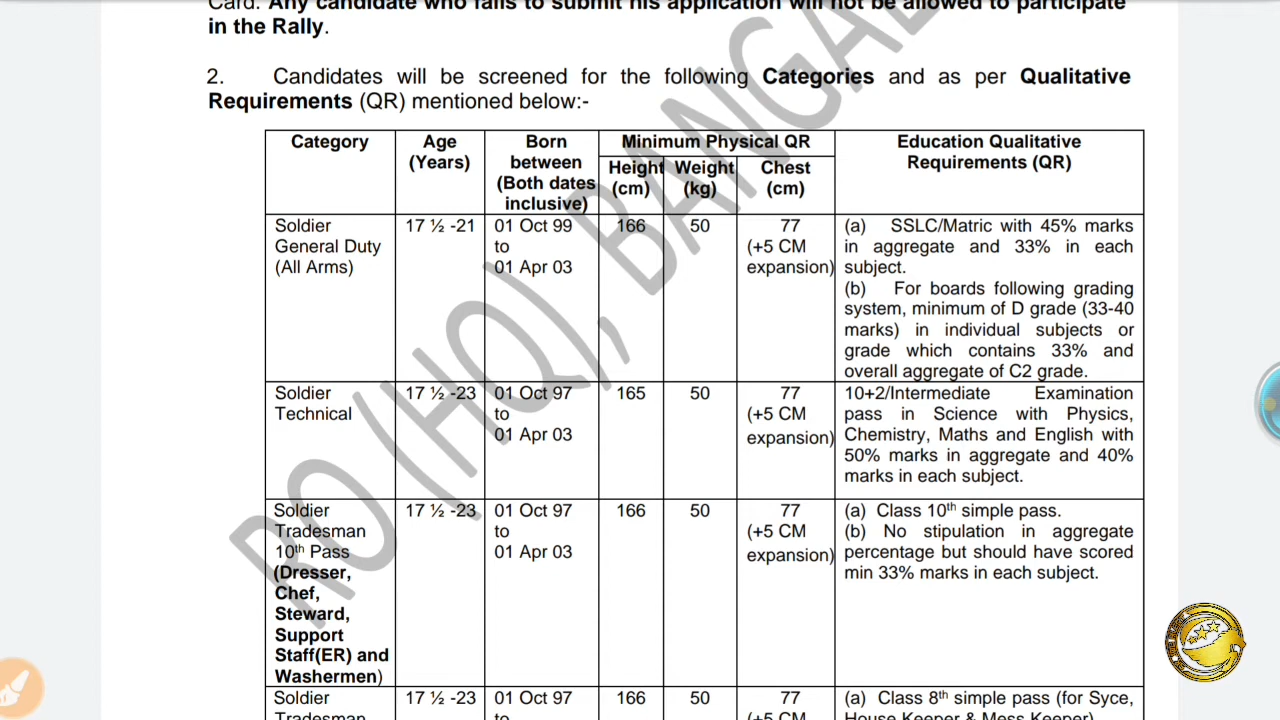 Card. Any candidate who fails to submit his application will not be allowed to participate
in the Rally.
2. Candidates will be screened for the following Categories and as per Qualitative
Requirements (QR) mentioned below:-
Category Age (Years) Born between (Both dates inclusive) Minimum Physical QR Education Qualitative Requirements (QR)
Height (cm) Weight (kg) Chest (cm)
Soldier 17 ½ -21 01 Oct 99 166 50 77 (a) SSLC/Matric with 45% marks
General Duty to (+5 CM in aggregate and 33% in each
(All Arms) 01 Apr 03 expansion) subject.
(b) For boards following grading
system, minimum of D grade (33-40
marks) in individual subjects or
grade which contains 33% and
overall aggregate of C2 grade.
Soldier 17 ½ -23 01 Oct 97 165 50 77 10+2/Intermediate Examination
Technical to (+5 CM pass in Science with Physics,
01 Apr 03 expansion) Chemistry, Maths and English with
50% marks in aggregate and 40%
marks in each subject.
Soldier 17 ½ -23 01 Oct 97 166 50 77 (a) Class 10th simple pass.
Tradesman to (+5 CM (b) No stipulation in aggregate
10th Pass 01 Apr 03 expansion) percentage but should have scored
(Dresser, min 33% marks in each subject.
Chef,
Steward,
Support
Staff(ER) and
Washermen)
Soldier 17 ½ -23 01 Oct 97 166 50 77 (a) Class 8th simple pass (for Syce,
Tradesman to (+5 CM House Keeper & Mess Keeper)
RO (HQ), BANGAL